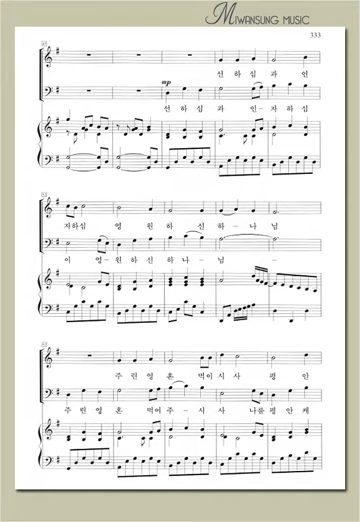 MIWANSUNG MUSIC
333
선하심과 인
mp
선하심과 인-자하심
자하심 영 원하 신하-나 님
이 영-원하신 하나-님 -
주린영혼 먹이시사 평 안
주 린 영 혼 먹여주-시 사 나를 평 안 케